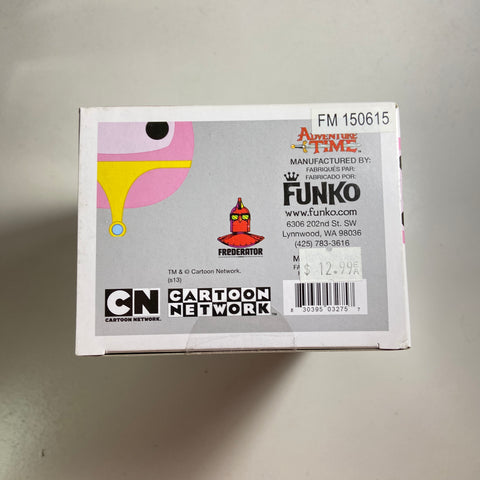 FM 150615
ADVENTURE
TIME
MANUFACTURED BY:
FABRIQUÉS PAR:
FABRICADO POR:
FUNKO
www.funko.com
6306 202nd St. SW
Lynnwood, WA 98036
(425) 783-3616
$ 12.99
FREDERATOR
TM & © Cartoon Network.
(s13)
CN
CARTOON NETWORK.
CARTOON
NETWORK™
8 30395 03275 7